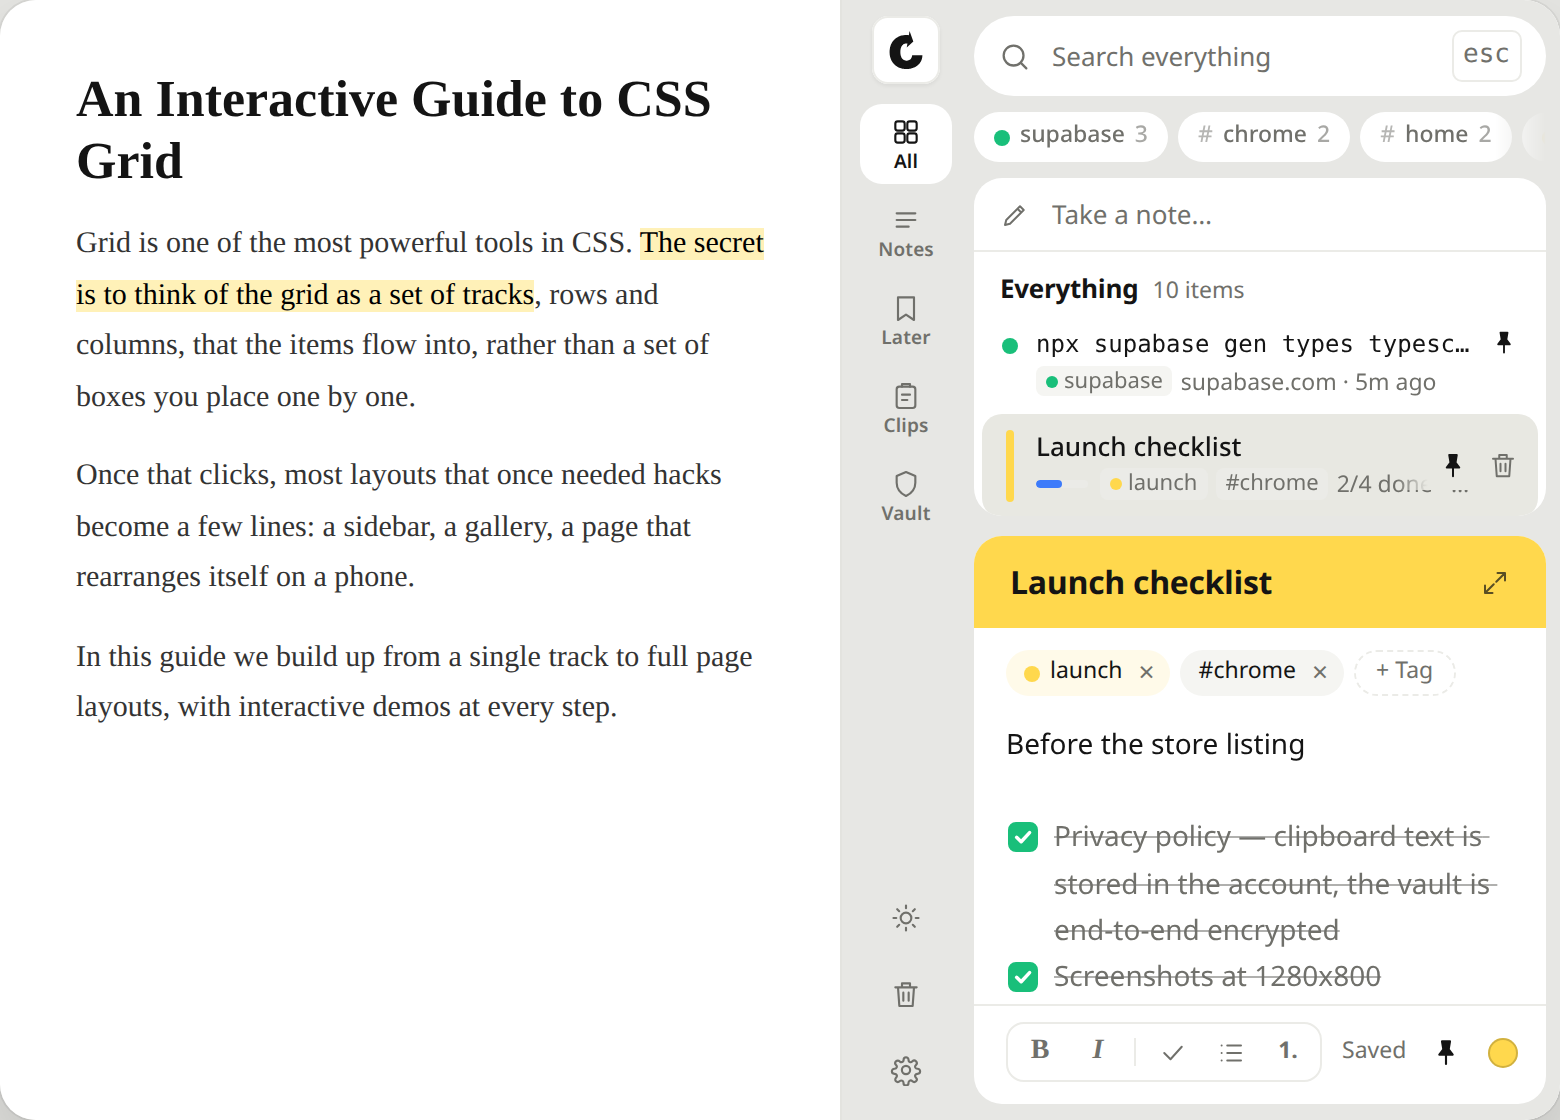 An Interactive Guide to CSS
Grid
Grid is one of the most powerful tools in CSS. The secret
is to think of the grid as a set of tracks, rows and
columns, that the items flow into, rather than a set of
boxes you place one by one.
Once that clicks, most layouts that once needed hacks
become a few lines: a sidebar, a gallery, a page that
rearranges itself on a phone.
In this guide we build up from a single track to full page
layouts, with interactive demos at every step.
All
Notes
Later
Clips
Vault
Search everything
esc
supabase 3
# chrome 2
# home 2
Take a note…
Everything 10 items
npx supabase gen types typesc…
supabase supabase.com · 5m ago
Launch checklist
launch #chrome 2/4 done …
Launch checklist
launch ×
#chrome ×
+ Tag
Before the store listing
Privacy policy — clipboard text is
stored in the account, the vault is
end-to-end encrypted
Screenshots at 1280x800
B I 1. Saved